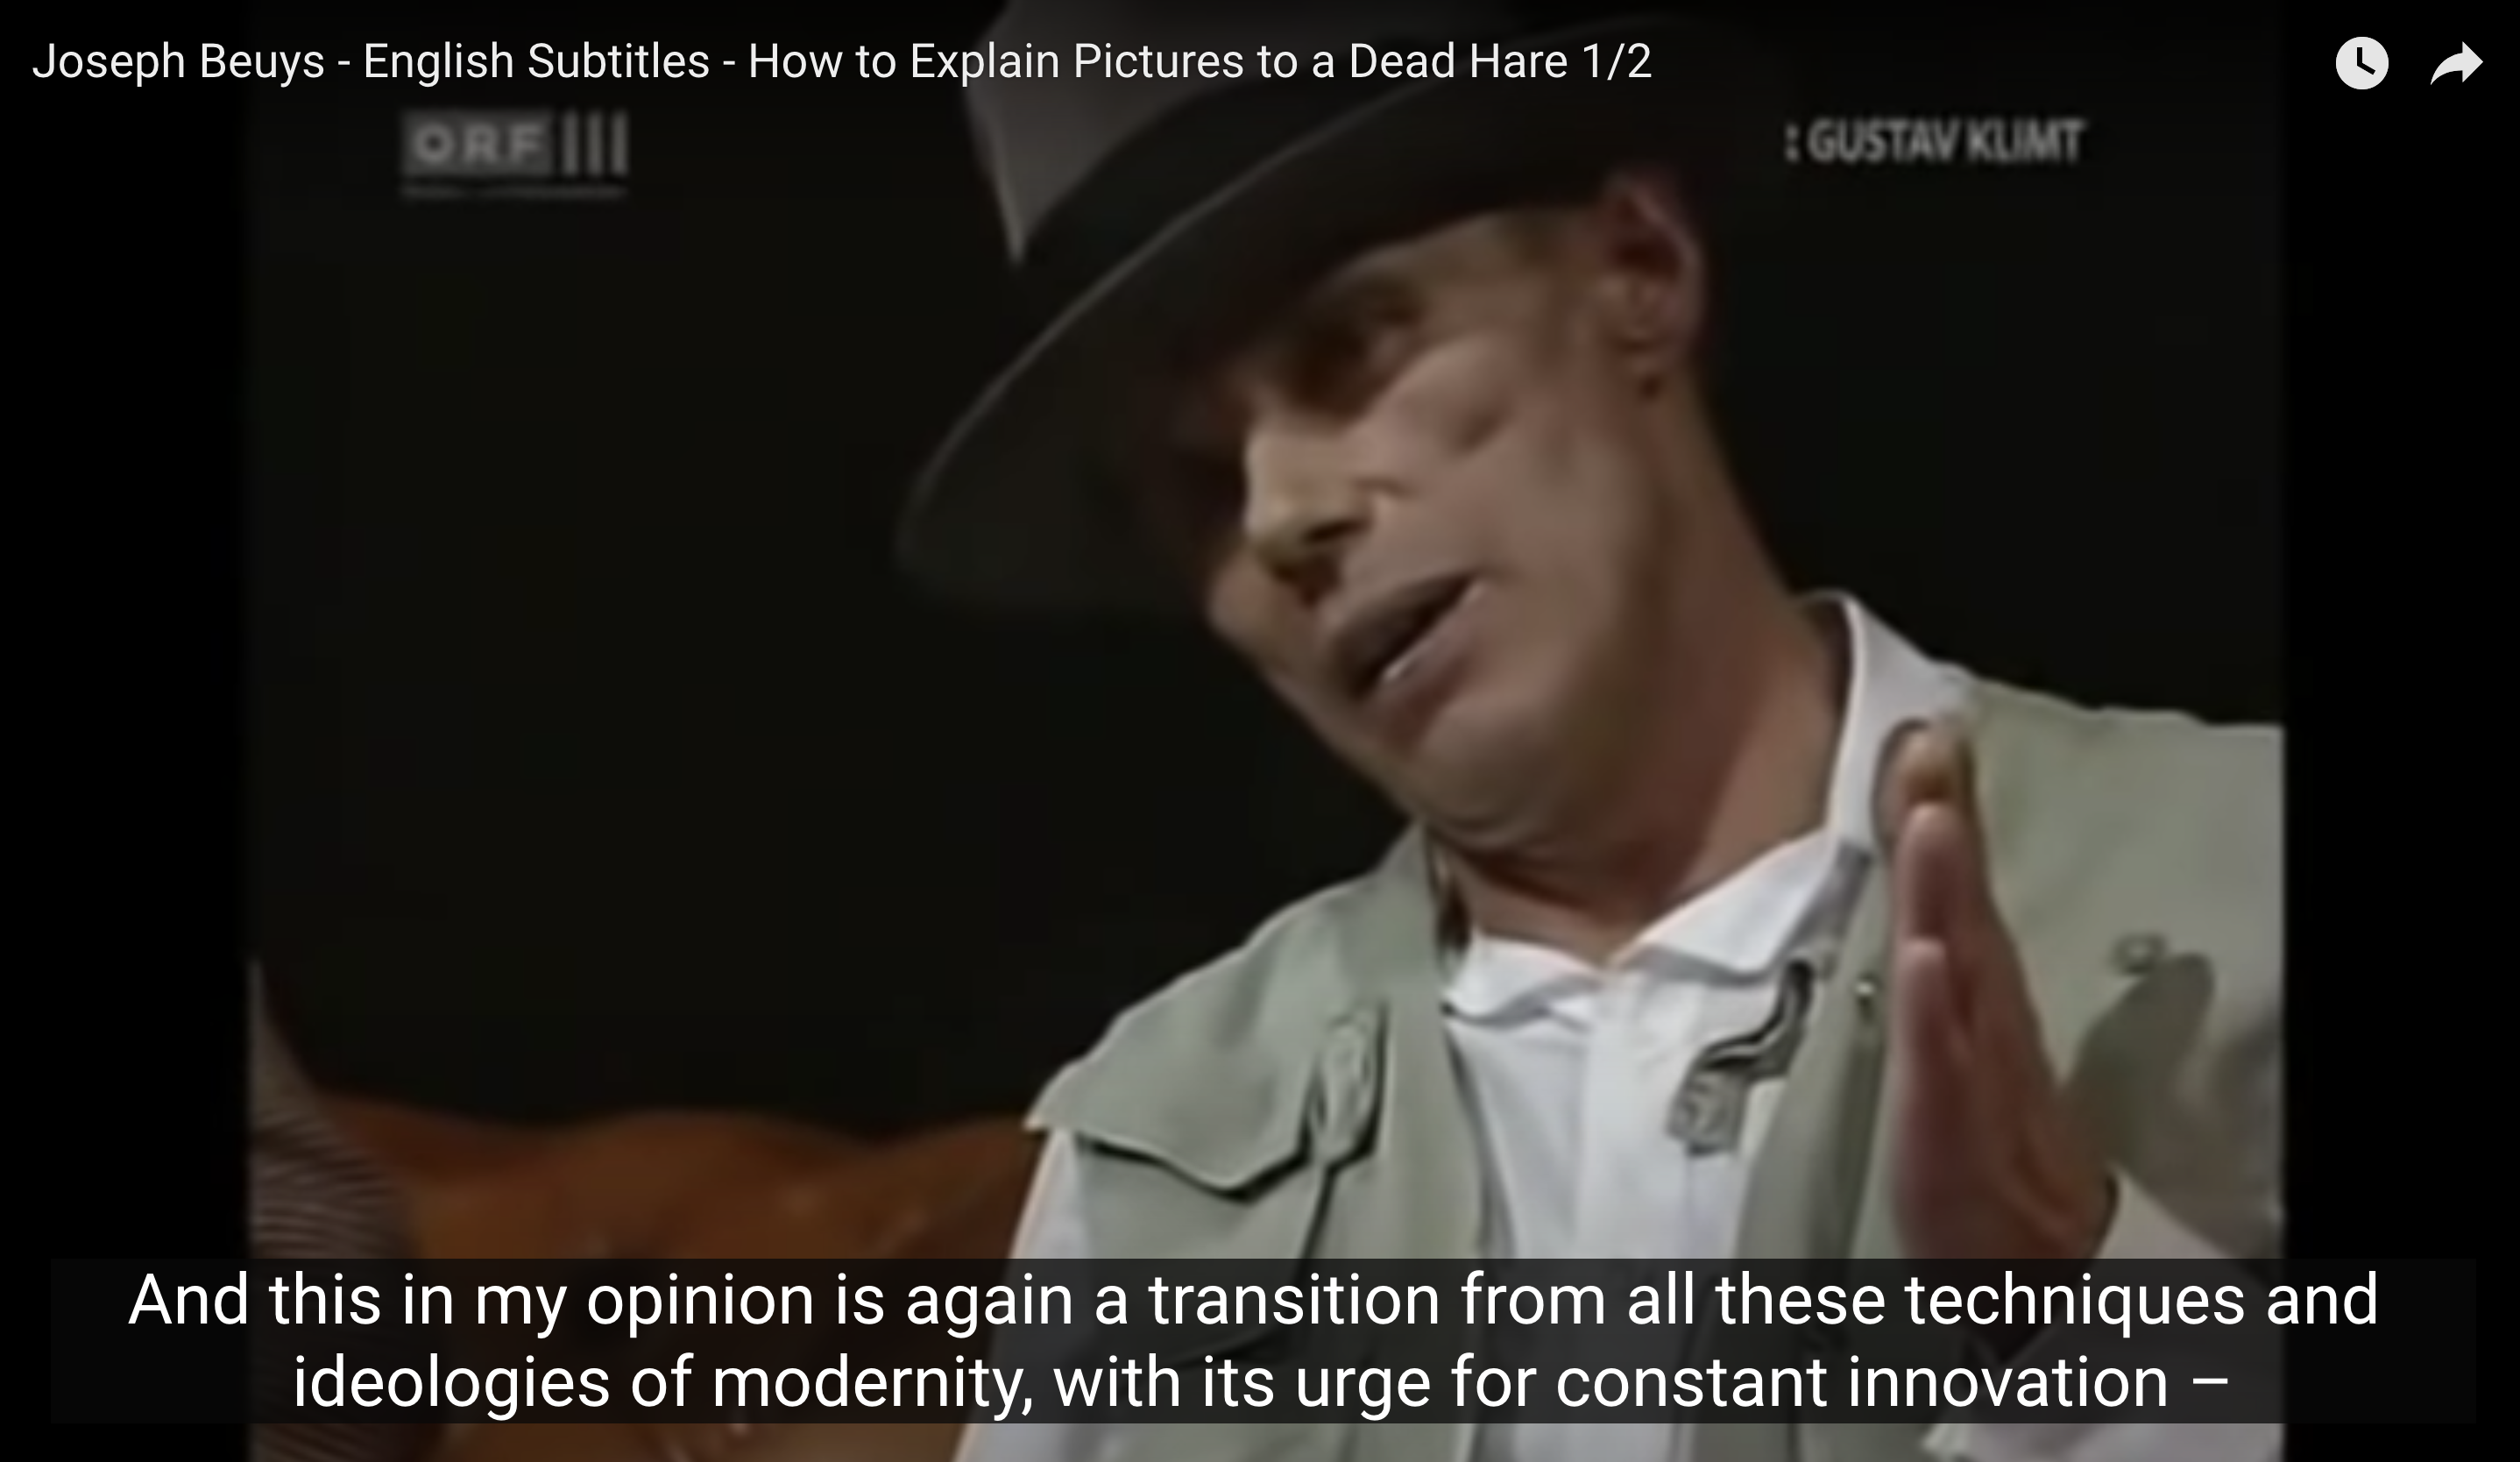 Joseph Beuys - English Subtitles - How to Explain Pictures to a Dead Hare 1/2
ORF III
: GUSTAV KLIMT
And this in my opinion is again a transition from all these techniques and
ideologies of modernity, with its urge for constant innovation –